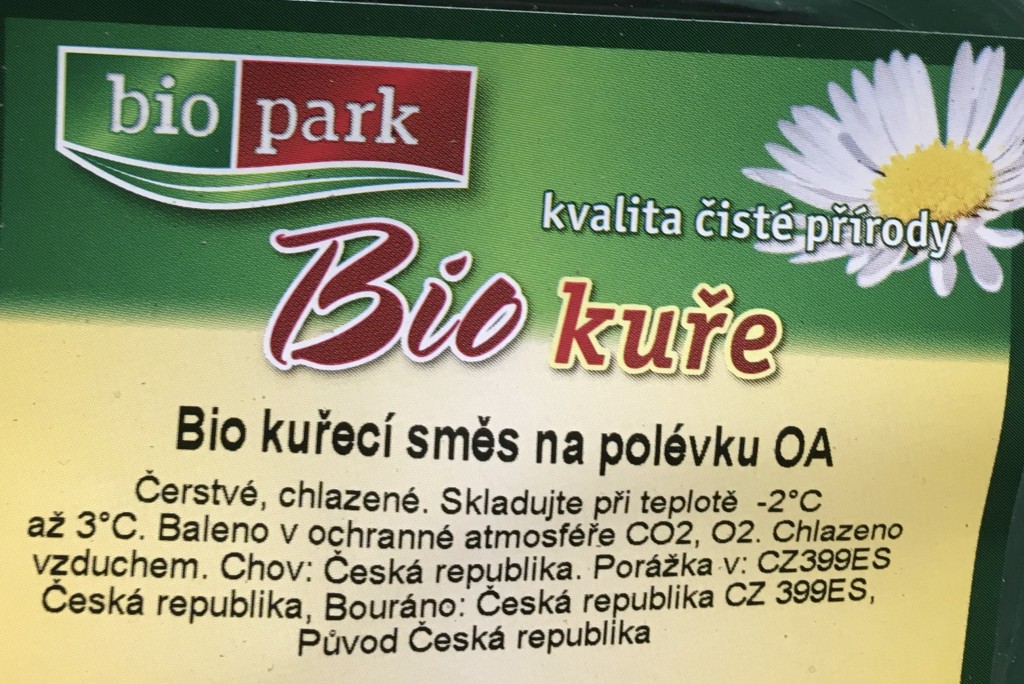 bio park
kvalita čisté přírody
Bio kuře
Bio kuřecí směs na polévku OA
Čerstvé, chlazené. Skladujte při teplotě -2°C
až 3°C. Baleno v ochranné atmosféře CO2, O2. Chlazeno
vzduchem. Chov: Česká republika. Porážka v: CZ399ES
Česká republika, Bouráno: Česká republika CZ 399ES,
Původ Česká republika